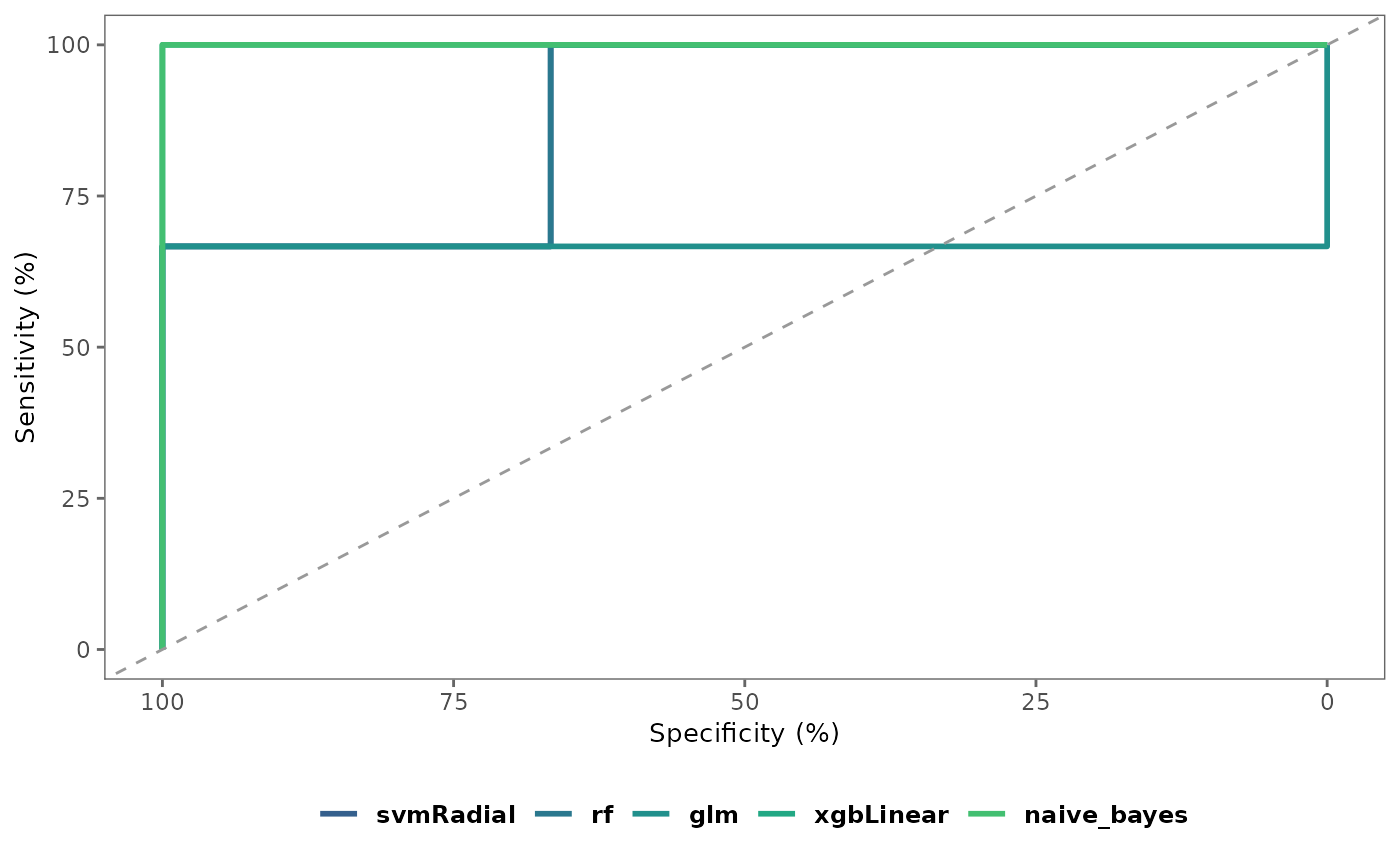 100
75
50
25
0
Sensitivity (%)
100 75 50 25 0
Specificity (%)
svmRadial rf glm xgbLinear naive_bayes